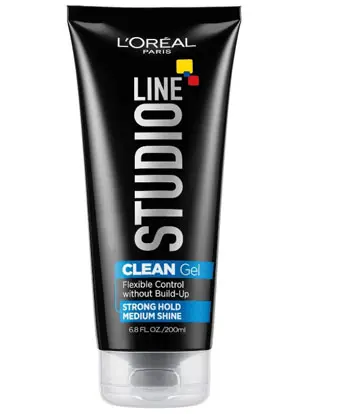 L'ORÉAL
PARIS
STUDIO LINE
CLEAN Gel
Flexible Control
without Build-Up
STRONG HOLD
MEDIUM SHINE
6.8 FL OZ./200ml